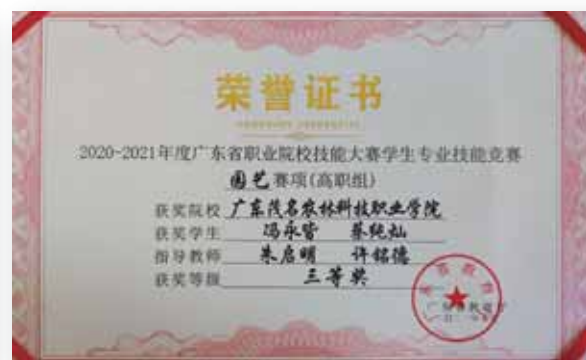 荣誉证书
2020-2021年度广东省职业院校技能大赛学生专业技能竞赛
园艺赛项(高职组)
获奖院校 广东茂名农林科技职业学院
获奖学生 冯永皆 蔡纯灿
指导教师 朱启明 许铭德
获奖等级 三等奖